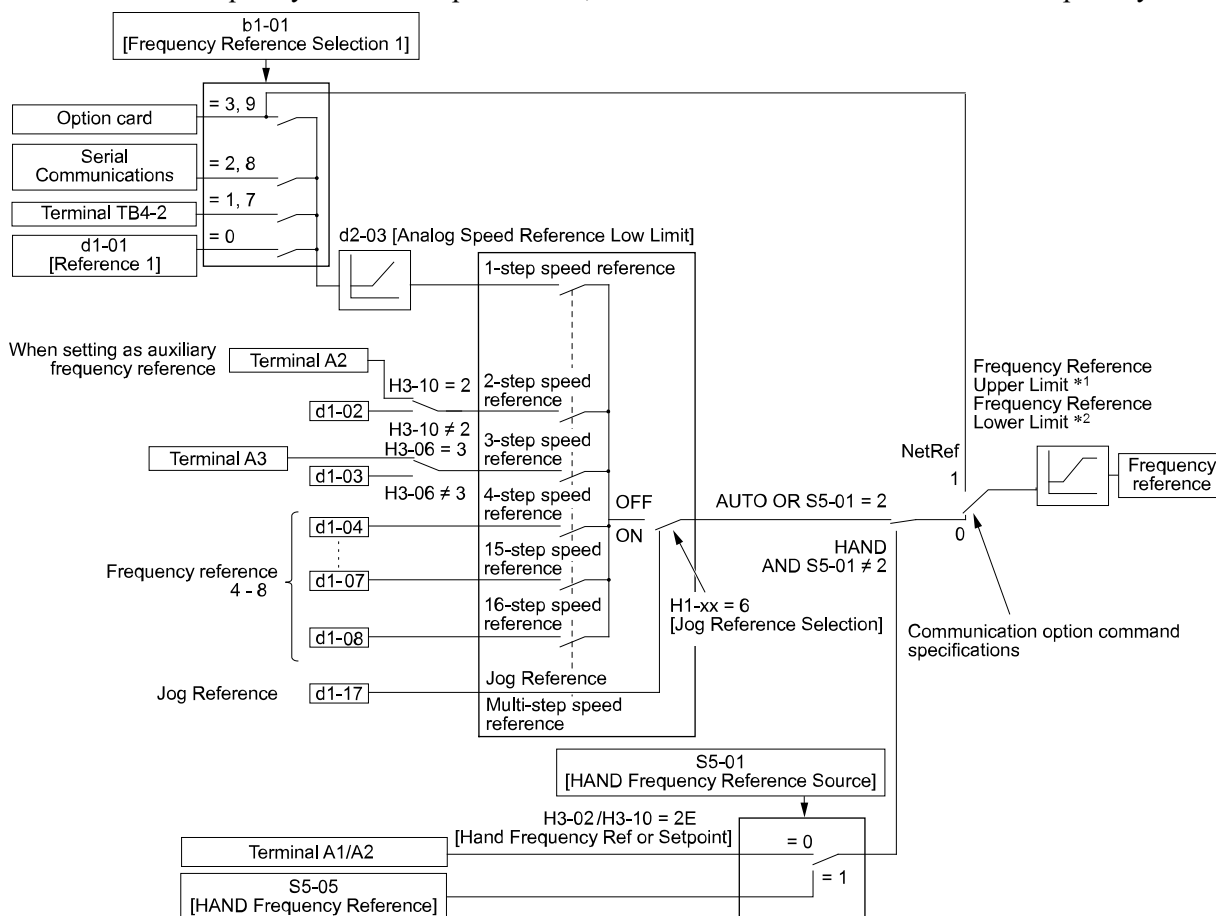 b1-01
[Frequency Reference Selection 1]
Option card
= 3, 9
Serial
Communications
= 2, 8
Terminal TB4-2
= 1, 7
d1-01
[Reference 1]
= 0
d2-03 [Analog Speed Reference Low Limit]
1-step speed reference
When setting as auxiliary
frequency reference
Terminal A2
H3-10 = 2
d1-02
H3-10 ≠ 2
2-step speed
reference
Terminal A3
H3-06 = 3
d1-03
H3-06 ≠ 3
3-step speed
reference
Frequency reference
4 - 8
d1-04
4-step speed
reference
d1-07
15-step speed
reference
d1-08
16-step speed
reference
Jog Reference
d1-17
Jog Reference
Multi-step speed
reference
OFF
ON
H1-xx = 6
[Jog Reference Selection]
AUTO OR S5-01 = 2
HAND
AND S5-01 ≠ 2
NetRef
1
0
Frequency Reference
Upper Limit *1
Frequency Reference
Lower Limit *2
Frequency
reference
Communication option command
specifications
S5-01
[HAND Frequency Reference Source]
H3-02/H3-10 = 2E
[Hand Frequency Ref or Setpoint]
Terminal A1/A2
= 0
= 1
S5-05
[HAND Frequency Reference]